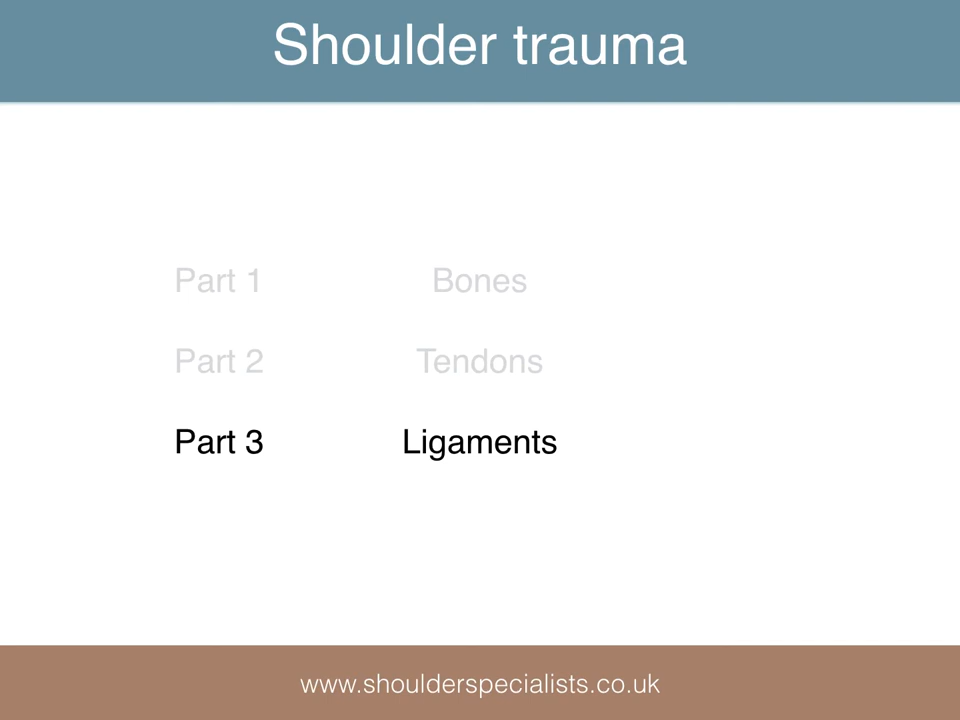 Shoulder trauma
Part 1 Bones
Part 2 Tendons
Part 3 Ligaments
www.shoulderspecialists.co.uk